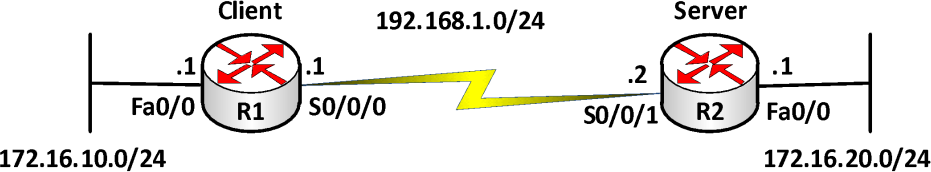 Client
Server
192.168.1.0/24
.1
.1
.2
.1
Fa0/0
R1
S0/0/0
S0/0/1
R2
Fa0/0
172.16.10.0/24
172.16.20.0/24